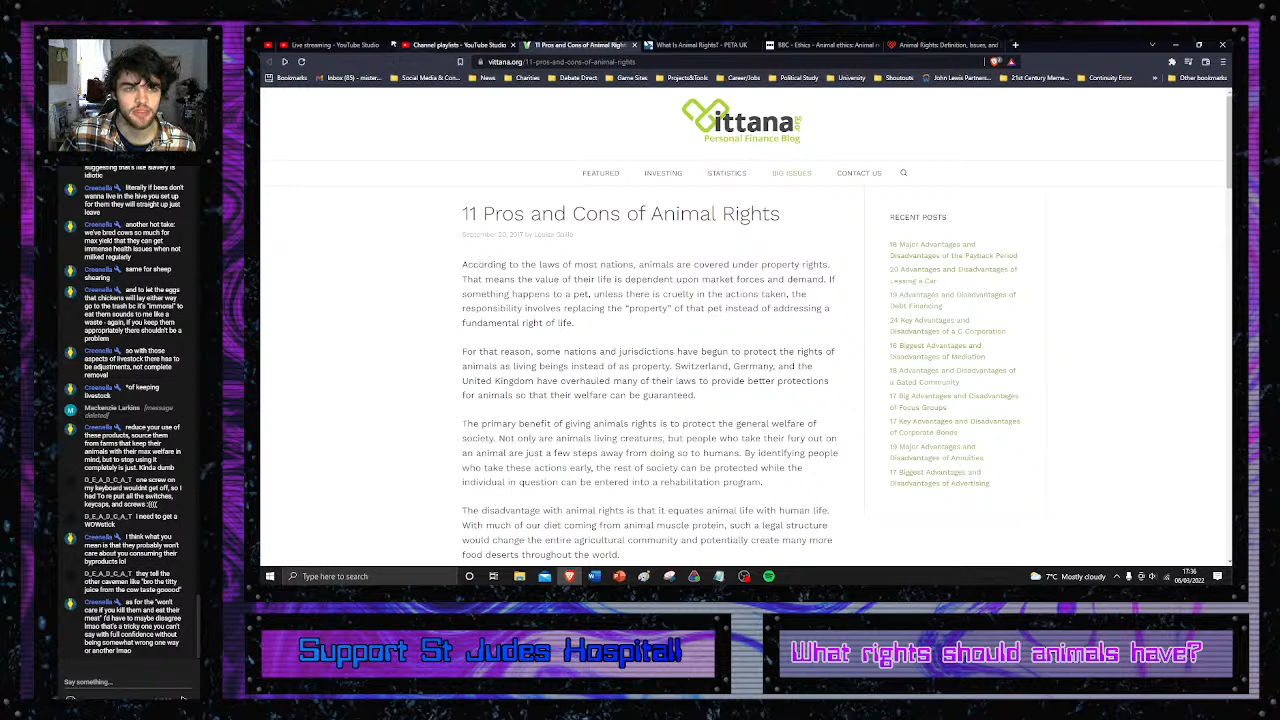 suggesting that's like slavery is
idiotic
Creenella literally if bees don't
wanna live in the hive you set up
for them they will straight up just
leave
Creenella another hot take:
we've bred cows so much for
max yield that they can get
immense health issues when not
milked regularly
Creenella same for sheep
shearing
Creenella and to let the eggs
that chickens will lay either way
go to the trash bc it's "immoral" to
eat them sounds to me like a
waste - again, if you keep them
appropriately there shouldn't be a
problem
Creenella so with those
aspects of livestock there has to
be adjustments, not complete
removal
Creenella *of keeping
livestock
M Mackenzie Larkins [message
deleted]
Creenella reduce your use of
these products, source them
from farms that keep their
animals with their max welfare in
mind, but to stop using it
completely is just. Kinda dumb
D_E_A_D_C_A_T one screw on
my keyboard wouldnt get off, so I
had To re put all the switches,
keycaps, and screws :((((
D_E_A_D_C_A_T I need to get a
WOWstick
Creenella I think what you
mean is that they probably won't
care about you consuming their
byproducts lol
D_E_A_D_C_A_T they tell the
other cavemen like "bro the titty
juice from the cow taste gooood"
Creenella as for the "won't
care if you kill them and eat their
meat" I'd have to maybe disagree
lmao that's a tricky one you can't
say with full confidence without
being somewhat wrong one way
or another lmao
Say something...
Live streaming - YouTube Studio
Channel playlists - YouTube Studio
11 Pros and Cons of Animal Right
What Is Animal Rights? - PETA UK
BBC - Ethics - Animal ethics: Animal r
Animal Rights: Definition, Issues, and
vittana.org/11-pros-and-cons-of-animal-rights
Bookmarks Inbox (89) - mister... Social Media & Com... Streaming Charities Debate Direct Game Sites Political Study University Shoutouts John Lewis Partners... 21st Century Mema... Continuity Error
Vittana.org
Personal Finance Blog
FEATURED INVESTING STATISTICS BIG ISSUES CONTACT US
11 Pros and Cons of Animal Rights
September 20, 2017 by Louise Gaille
According to the laws of most nations, animals are covered under property rights.
That means the value of their life is dependent upon market forces and demand. If
something happens to a pet, unless there is cruelty in the actions taken, the
responsibility involves replacing the "property" of that pet instead of addressing a
fundamental right of life.
For that reason, some nations and jurisdictions have begun to protect the rights of
animals as living beings instead of as property. Switzerland, Germany, and the
United Kingdom have overhauled many of their laws to provide better protections
for animals so that their welfare can be guaranteed.
The primary benefit of giving animals rights is to protect the general welfare of
society. Not only are animals living creatures, but people who take their fury out on
an animal are just a few steps away from doing so to humans. By identifying people
who take these actions early, the rest of society can be protected while the
individual in question can be entered into a rehabilitation program.
The disadvantage with animal rights is that it equates animal life with human life.
With much of our diet coming from animal muscle protein, such a legal structure
would change the entire agricultural community and potentially create many more
food deserts throughout the world.
RECENT POSTS
18 Major Advantages and
Disadvantages of the Payback Period
20 Advantages and Disadvantages of
Leasing a Car
19 Advantages and Disadvantages of
Debt Financing
24 Key Advantages and
Disadvantages of a C Corporation
16 Biggest Advantages and
Disadvantages of Mediation
18 Advantages and Disadvantages of
a Gated Community
17 Big Advantages and Disadvantages
of Focus Groups
17 Key Advantages and Disadvantages
of Corporate Bonds
19 Major Advantages and
Disadvantages of Annuities
17 Biggest Advantages and
Disadvantages of Advertising
Type here to search
7°C Mostly cloudy
17:36
06/03/2022
Support St Judes Hospital!
What rights should animals have?